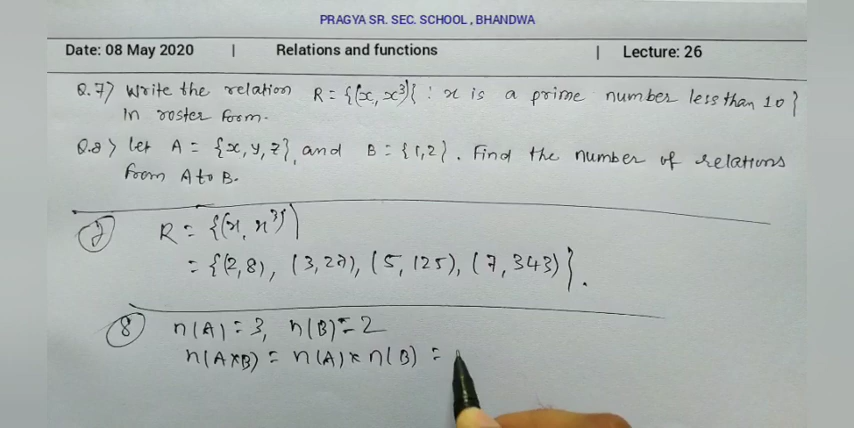 PRAGYA SR. SEC. SCHOOL, BHANDWA
Date: 08 May 2020 | Relations and functions | Lecture: 26
Q.7> Write the relation R = {(x, x³)} : x is a prime number less than 10}
In roster form.
Q.8> let A = {x, y, z}, and B = {1,2}. Find the number of relations
from A to B.
7 R = {(x, x³)}
= {(2,8), (3,27), (5,125), (7,343)}.
8 n(A) = 3, n(B) = 2
n(A×B) = n(A) × n(B) =